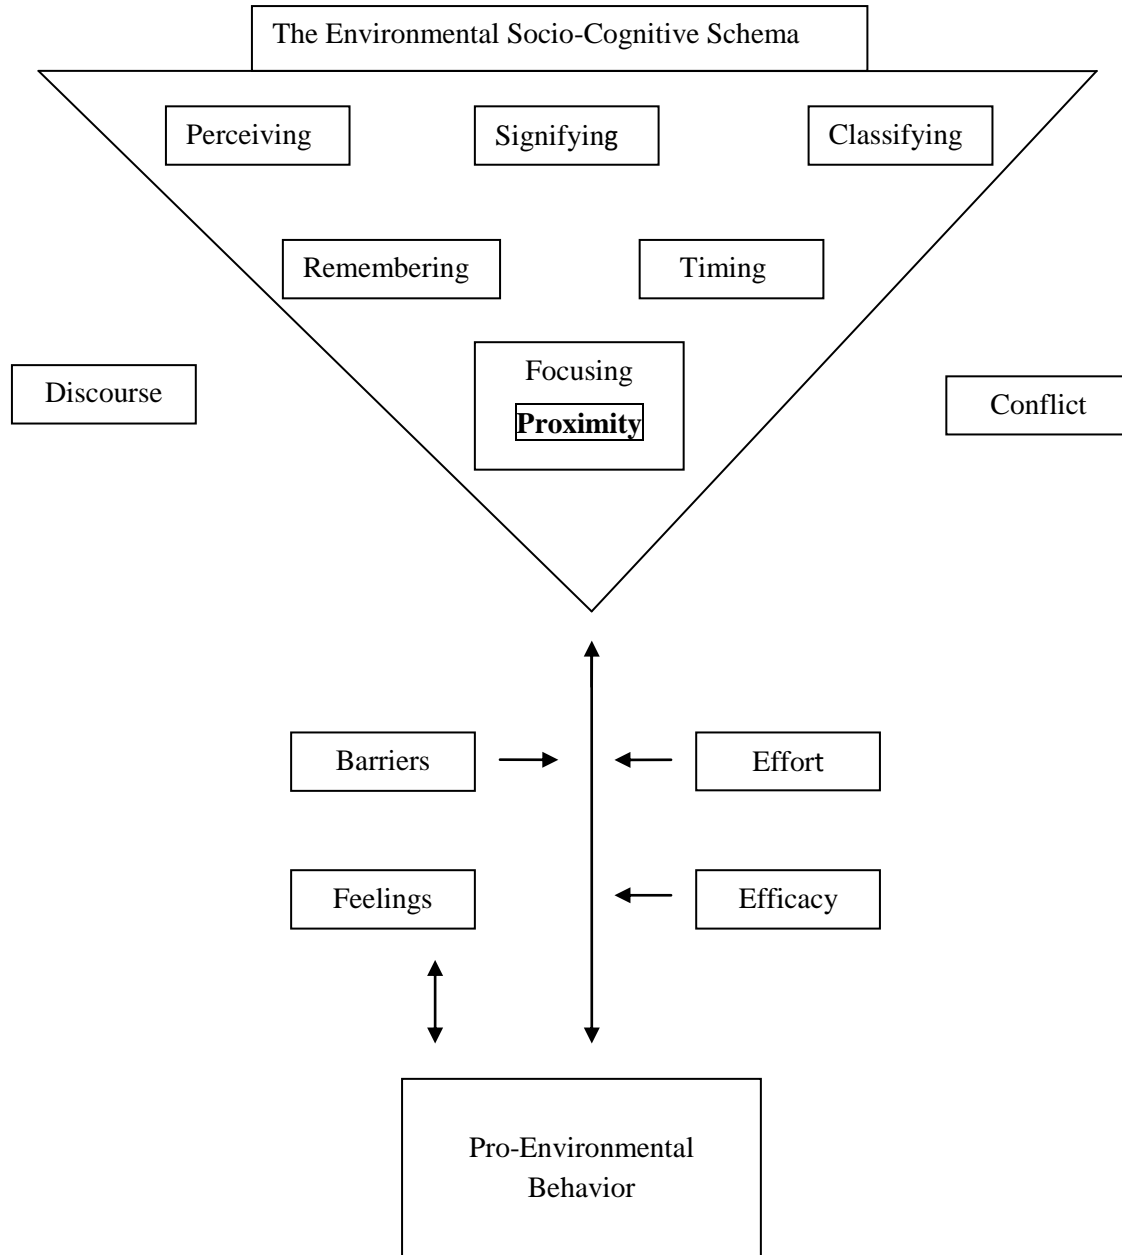 The Environmental Socio-Cognitive Schema
Perceiving
Signifying
Classifying
Remembering
Timing
Focusing
Proximity
Discourse
Conflict
Barriers
Effort
Feelings
Efficacy
Pro-Environmental
Behavior